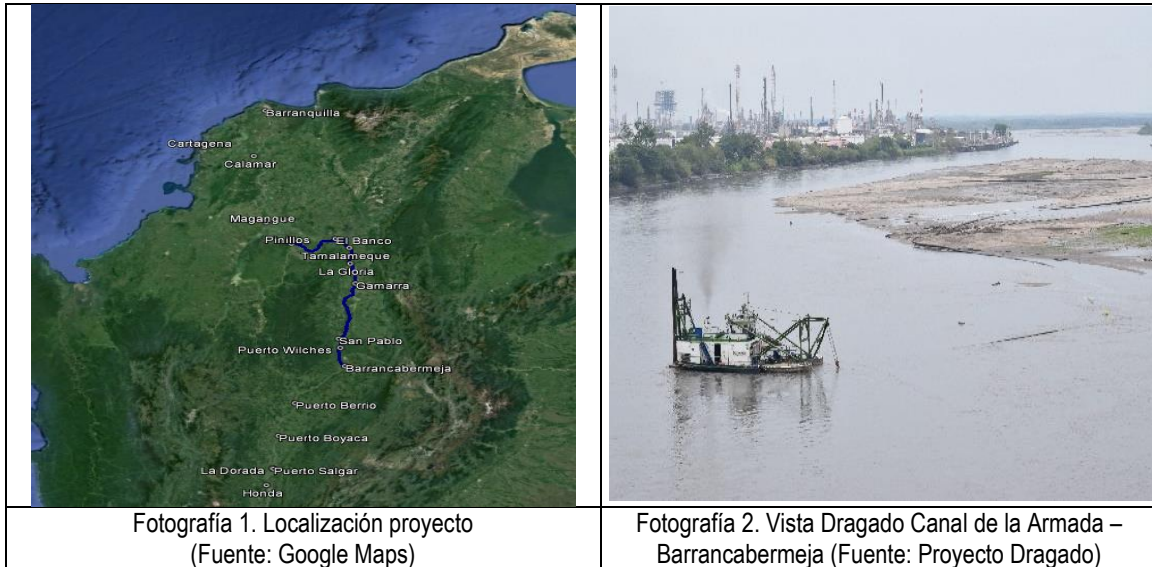 Barranquilla
Cartagena
Calamar
Magangue
Pinillos
El Banco
Tamalameque
La Gloria
Gamarra
San Pablo
Puerto Wilches
Barrancabermeja
Puerto Berrio
Puerto Boyaca
La Dorada
Puerto Salgar
Honda
Fotografía 1. Localización proyecto
(Fuente: Google Maps)
Fotografía 2. Vista Dragado Canal de la Armada –
Barrancabermeja (Fuente: Proyecto Dragado)